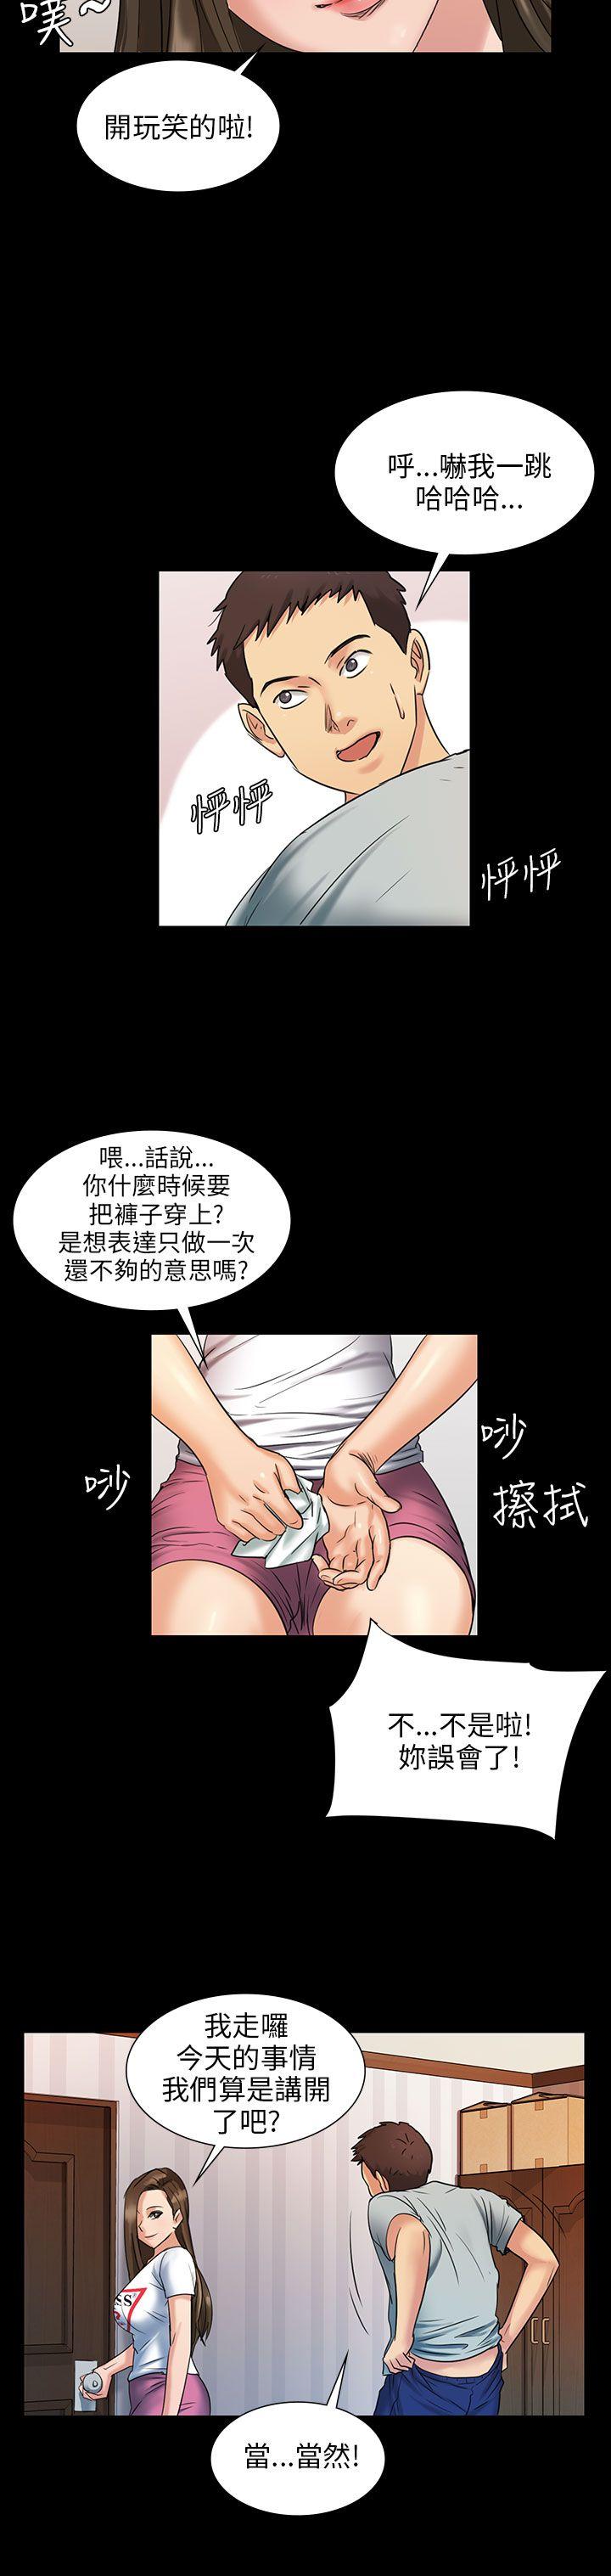 噗~
開玩笑的啦!
呼...嚇我一跳
哈哈哈...
怦怦
怦怦
喂...話說...
你什麼時候要
把褲子穿上?
是想表達只做一次
還不夠的意思嗎?
唦
唦
擦拭
不...不是啦!
妳誤會了!
我走囉
今天的事情
我們算是講開
了吧?
當...當然!